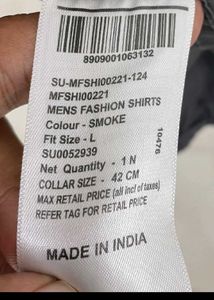 8909001063132
SU-MFSHI00221-124
MFSHI00221
MENS FASHION SHIRTS
Colour - SMOKE
Fit Size - L
SU0052939
Net Quantity - 1 N
COLLAR SIZE - 42 CM
MAX RETAIL PRICE (all incl of taxes)
REFER TAG FOR RETAIL PRICE
10476
MADE IN INDIA